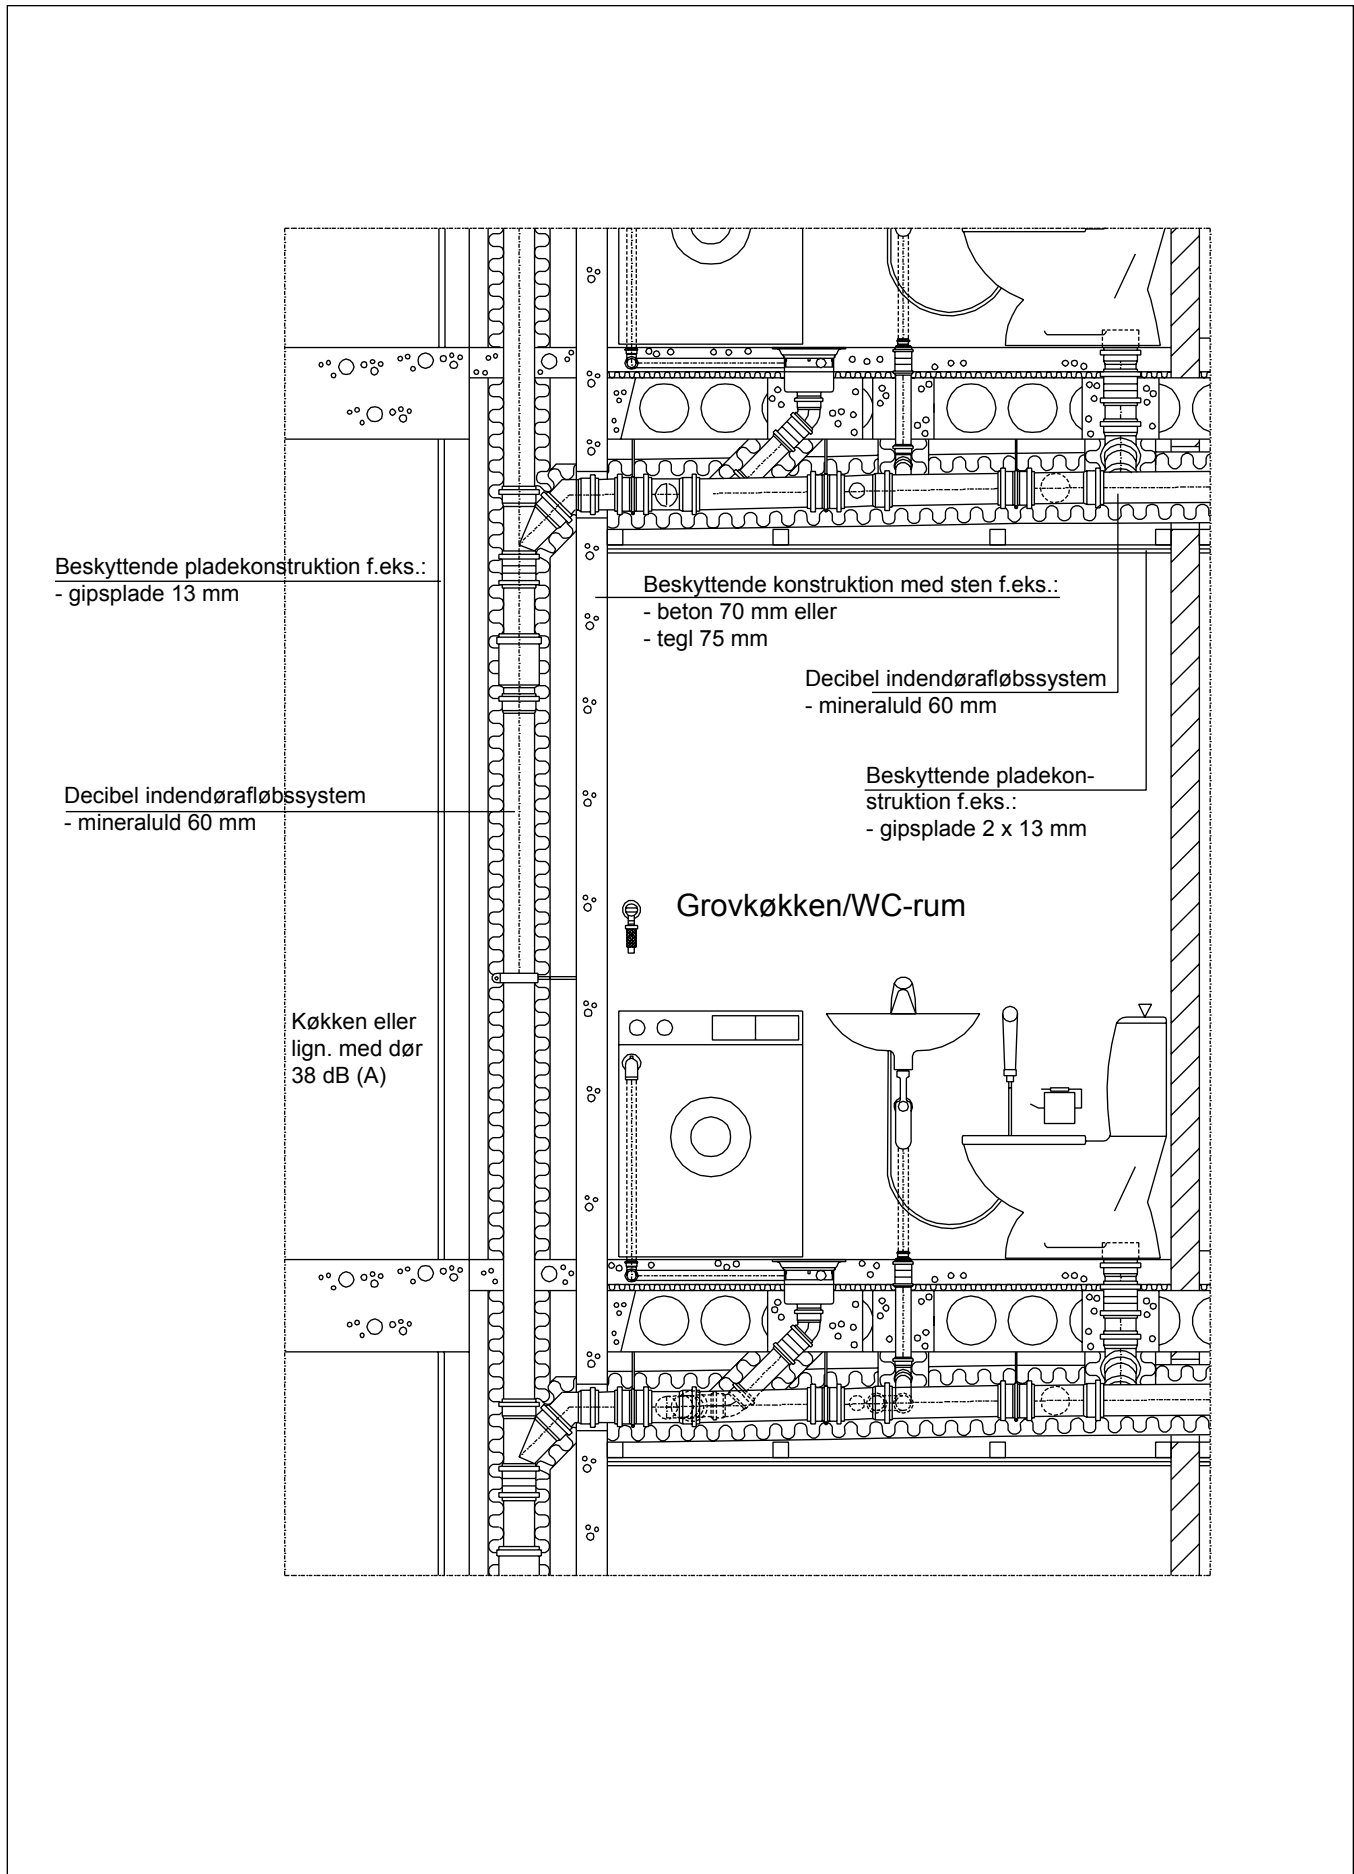 Beskyttende pladekonstruktion f.eks.:
- gipsplade 13 mm
Beskyttende konstruktion med sten f.eks.:
- beton 70 mm eller
- tegl 75 mm
Decibel indendørafløbssystem
- mineraluld 60 mm
Beskyttende pladekon-
struktion f.eks.:
- gipsplade 2 x 13 mm
Decibel indendørafløbssystem
- mineraluld 60 mm
Grovkøkken/WC-rum
Køkken eller
lign. med dør
38 dB (A)